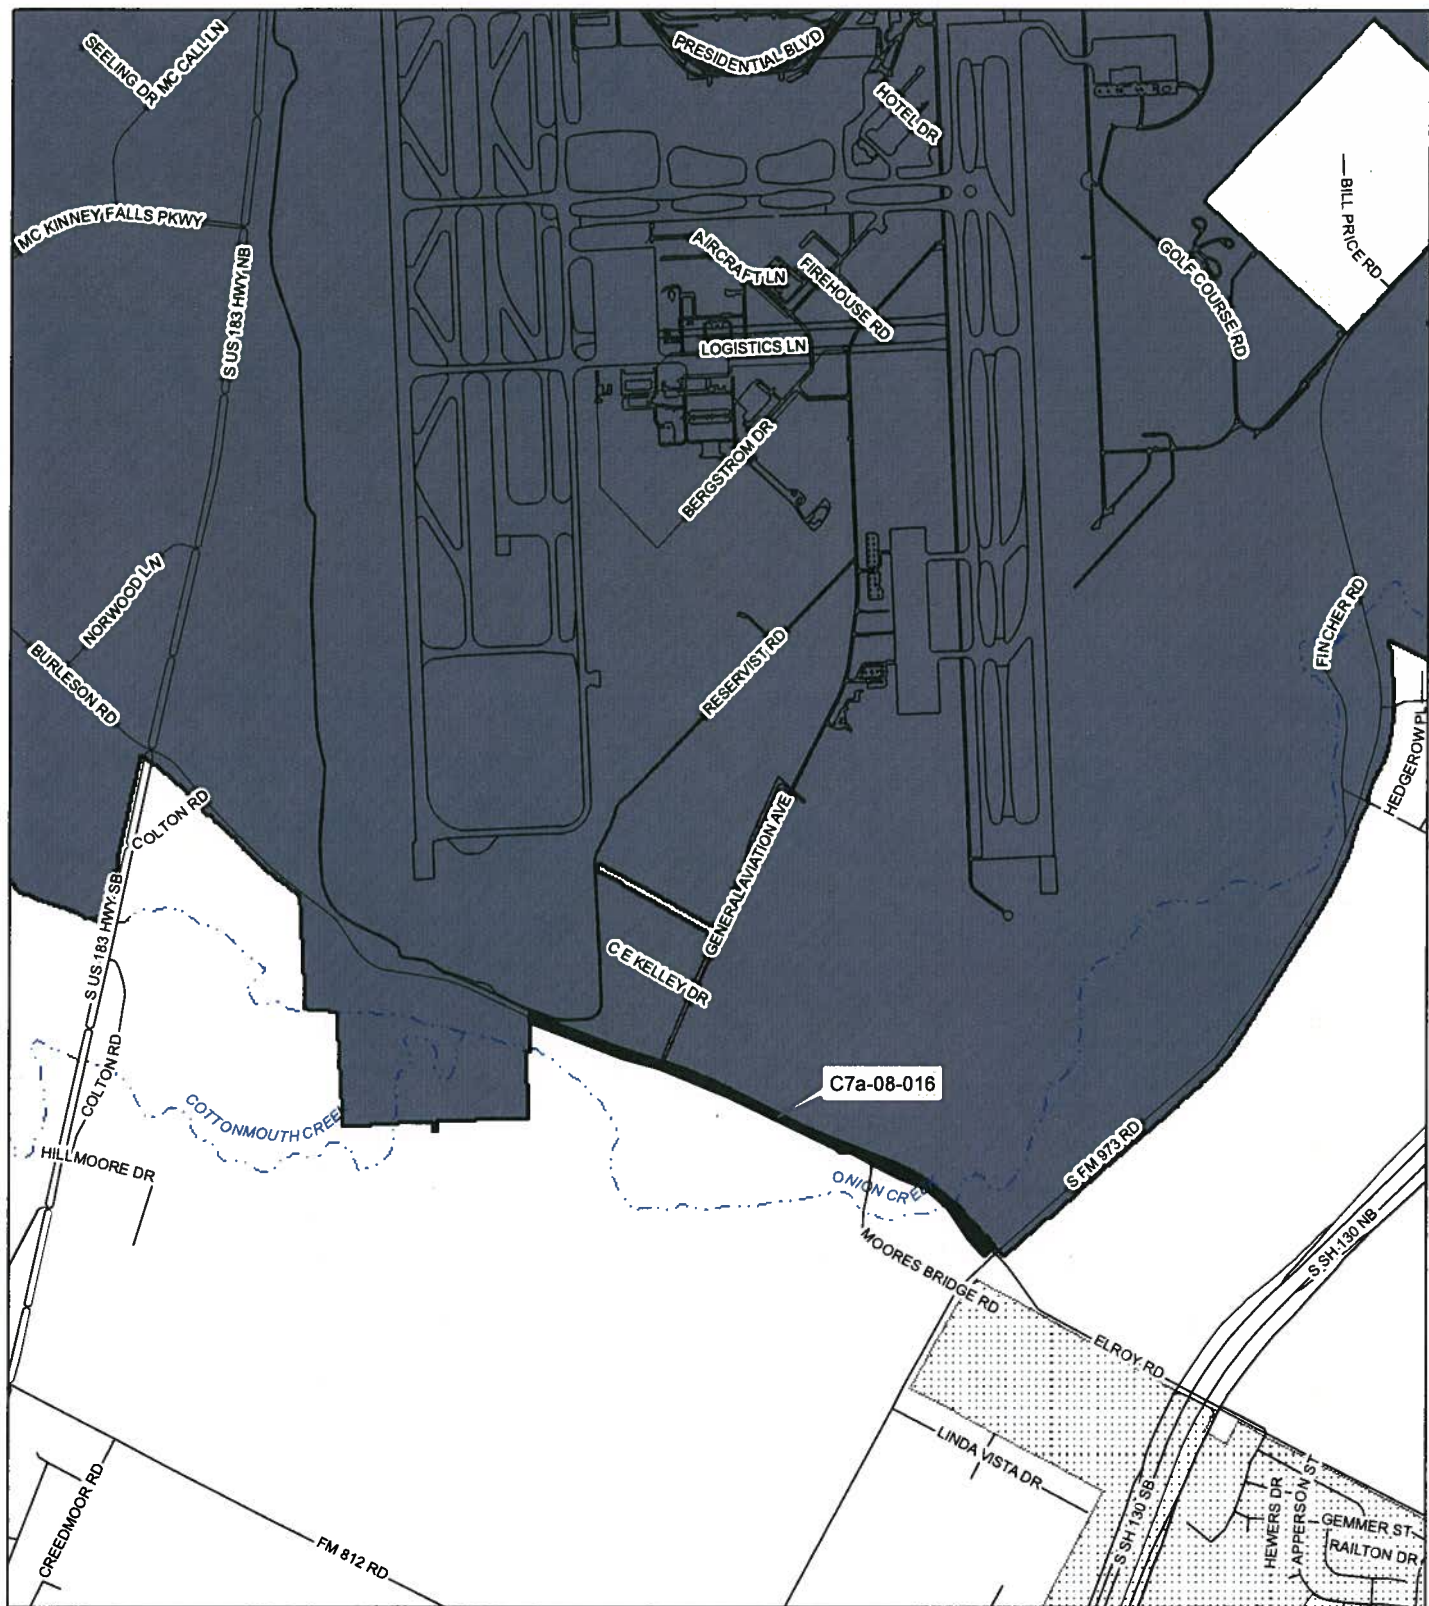 SEELING DR
MC CALL LN
PRESIDENTIAL BLVD
HOTEL DR
BILL PRICE RD
MC KINNEY FALLS PKWY
S US 183 HWY NB
AIRCRAFT LN
FIREHOUSE RD
GOLF COURSE RD
LOGISTICS LN
BERGSTROM DR
NORWOOD LN
BURLESON RD
RESERVIST RD
FINCHER RD
HEDGEROW PL
COLTON RD
GENERAL AVIATION AVE
S US 183 HWY SB
C E KELLEY DR
COLTON RD
C7a-08-016
COTTONMOUTH CREEK
HILLMOORE DR
ONION CREEK
S FM 973 RD
MOORES BRIDGE RD
S SH 130 NB
ELROY RD
LINDA VISTA DR
CREEDMOOR RD
FM 812 RD
S SH 130 SB
HEWERS DR
APPERSON ST
GEMMER ST
RAILTON DR